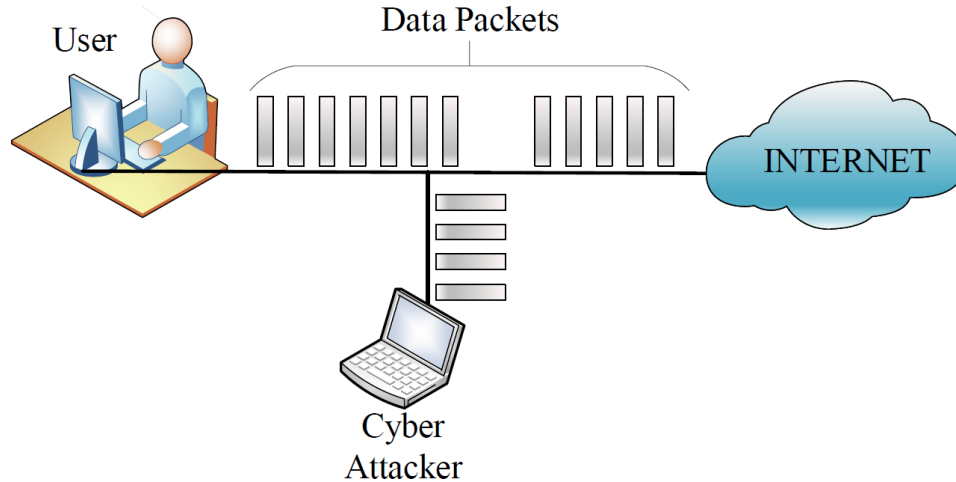 Data Packets
User
INTERNET
Cyber
Attacker